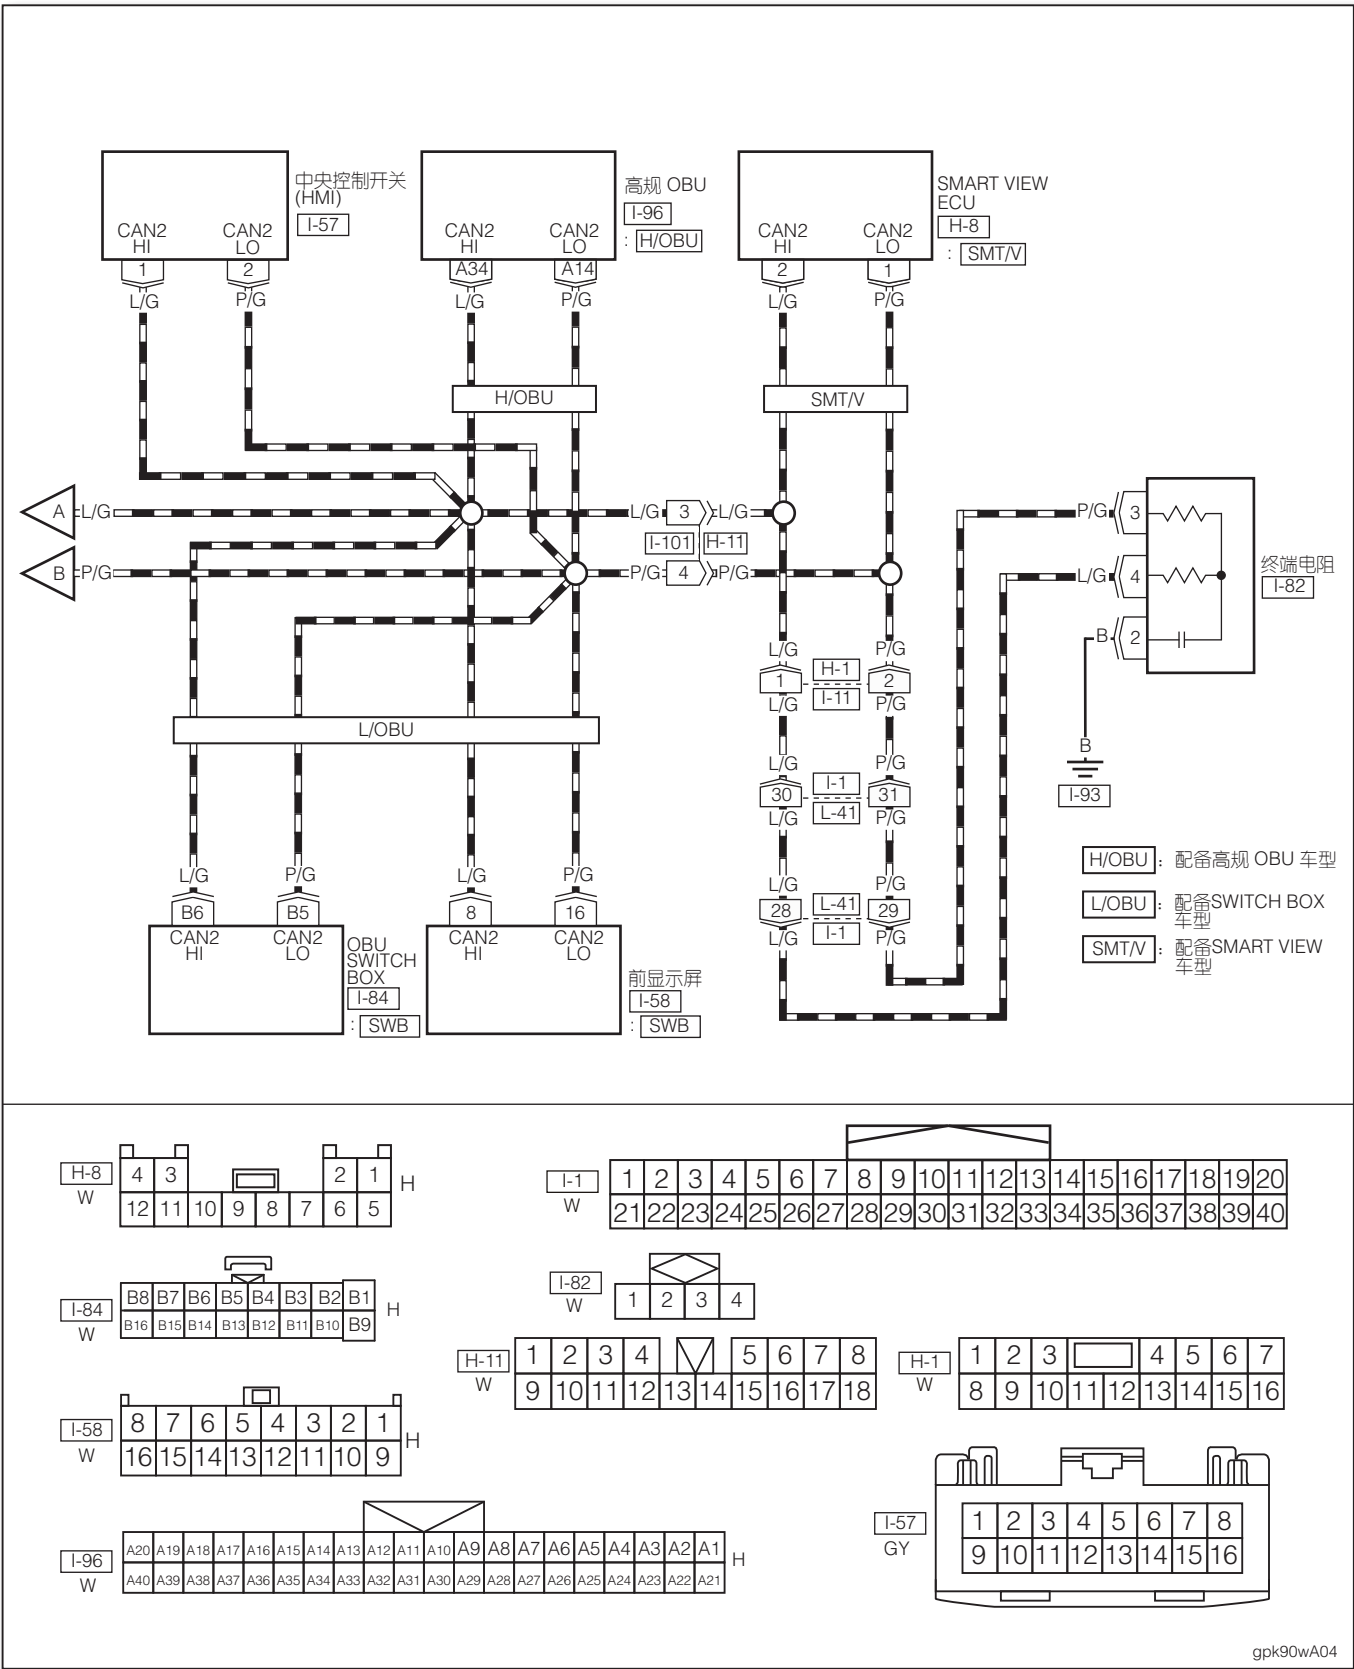 中央控制开关
(HMI)
I-57
CAN2
HI
CAN2
LO
1
2
L/G
P/G
高规 OBU
I-96
: H/OBU
CAN2
HI
CAN2
LO
A34
A14
L/G
P/G
SMART VIEW
ECU
H-8
: SMT/V
CAN2
HI
CAN2
LO
2
1
L/G
P/G
H/OBU
SMT/V
A L/G
L/G 3 L/G
I-101 H-11
B P/G
P/G 4 P/G
P/G 3
L/G 4
B 2
终端电阻
I-82
B
I-93
L/G
P/G
1
H-1
2
I-11
L/G
P/G
L/G
P/G
30
I-1
31
L-41
L/G
P/G
L/G
P/G
28
L-41
29
I-1
L/G
P/G
L/OBU
L/G
P/G
L/G
P/G
B6
B5
8
16
CAN2
HI
CAN2
LO
OBU
SWITCH
BOX
I-84
: SWB
CAN2
HI
CAN2
LO
前显示屏
I-58
: SWB
H/OBU : 配备高规 OBU 车型
L/OBU : 配备SWITCH BOX
车型
SMT/V : 配备SMART VIEW
车型
H-8
W
4 3 2 1
12 11 10 9 8 7 6 5
H
I-1
W
1 2 3 4 5 6 7 8 9 10 11 12 13 14 15 16 17 18 19 20
21 22 23 24 25 26 27 28 29 30 31 32 33 34 35 36 37 38 39 40
I-84
W
B8 B7 B6 B5 B4 B3 B2 B1
B16 B15 B14 B13 B12 B11 B10 B9
H
I-82
W
1 2 3 4
H-11
W
1 2 3 4 5 6 7 8
9 10 11 12 13 14 15 16 17 18
H-1
W
1 2 3 4 5 6 7
8 9 10 11 12 13 14 15 16
I-58
W
8 7 6 5 4 3 2 1
16 15 14 13 12 11 10 9
H
I-96
W
A20 A19 A18 A17 A16 A15 A14 A13 A12 A11 A10 A9 A8 A7 A6 A5 A4 A3 A2 A1
A40 A39 A38 A37 A36 A35 A34 A33 A32 A31 A30 A29 A28 A27 A26 A25 A24 A23 A22 A21
H
I-57
GY
1 2 3 4 5 6 7 8
9 10 11 12 13 14 15 16
gpk90wA04